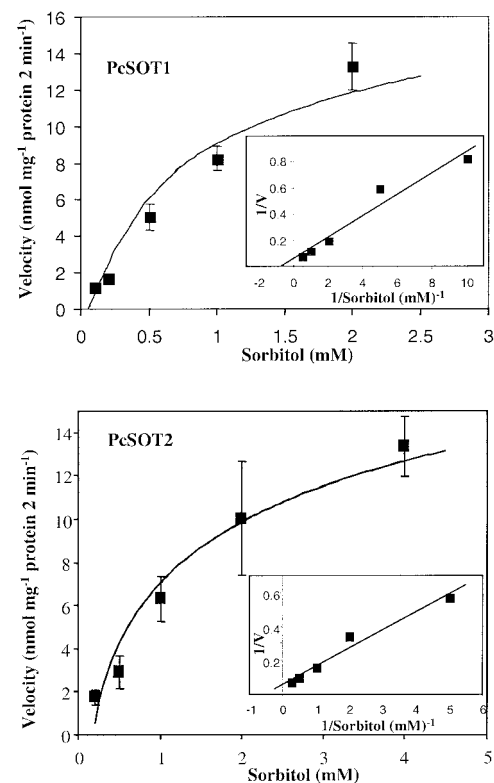 PcSOT1
Velocity (nmol mg⁻¹ protein 2 min⁻¹)
16
14
12
10
8
6
4
2
0
0 0.5 1 1.5 2 2.5 3
Sorbitol (mM)
1/V
0.8
0.6
0.4
0.2
-2 0 2 4 6 8 10
1/Sorbitol (mM)⁻¹
PcSOT2
Velocity (nmol mg⁻¹ protein 2 min⁻¹)
14
12
10
8
6
4
2
0
0 1 2 3 4 5
Sorbitol (mM)
1/V
0.6
0.4
0.2
-1 0 1 2 3 4 5 6
1/Sorbitol (mM)⁻¹